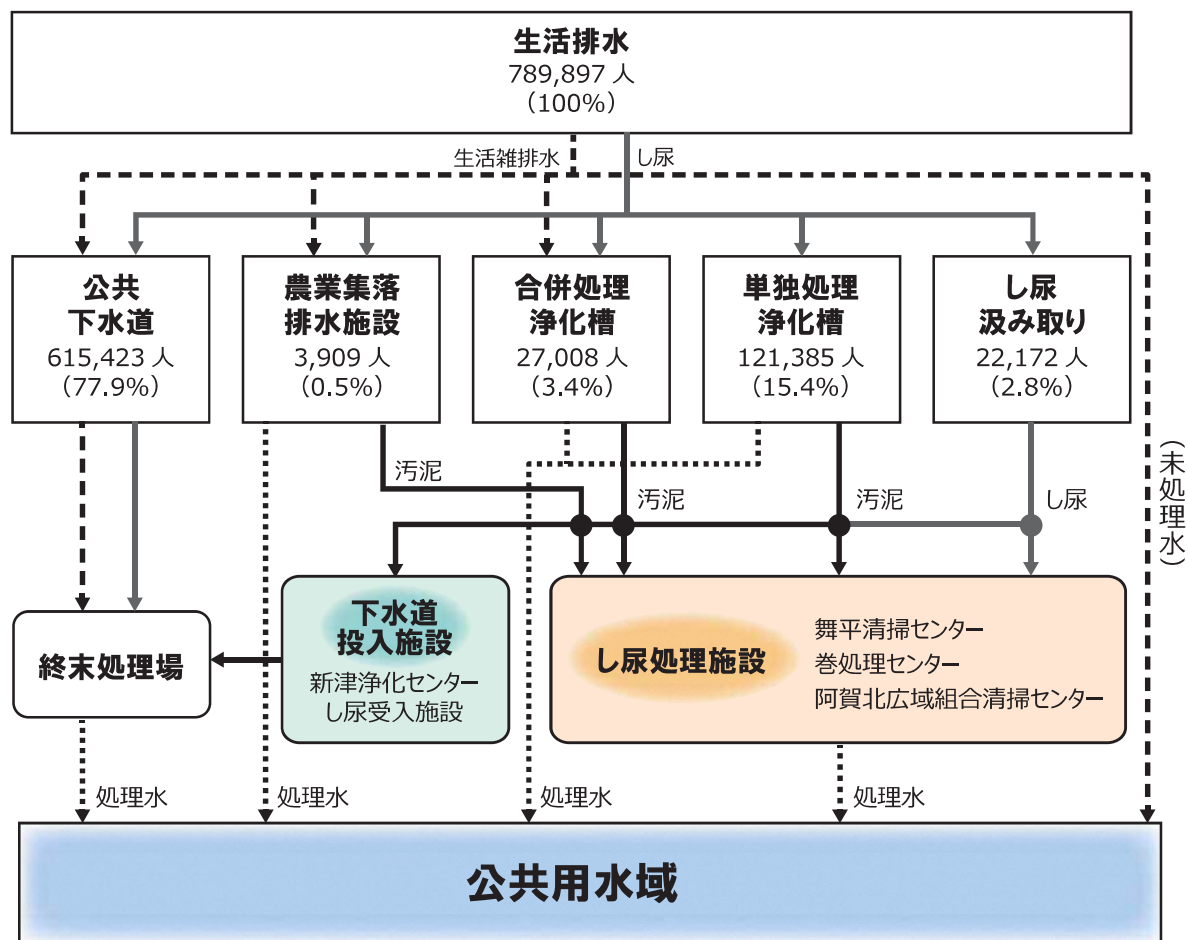 生活排水
789,897 人
(100%)
生活雑排水
し尿
公共
下水道
615,423 人
(77.9%)
農業集落
排水施設
3,909 人
(0.5%)
合併処理
浄化槽
27,008 人
(3.4%)
単独処理
浄化槽
121,385 人
(15.4%)
し尿
汲み取り
22,172 人
(2.8%)
汚泥
汚泥
汚泥
し尿
(未処理水)
終末処理場
下水道
投入施設
新津浄化センター
し尿受入施設
し尿処理施設
舞平清掃センター
巻処理センター
阿賀北広域組合清掃センター
処理水
処理水
処理水
処理水
公共用水域